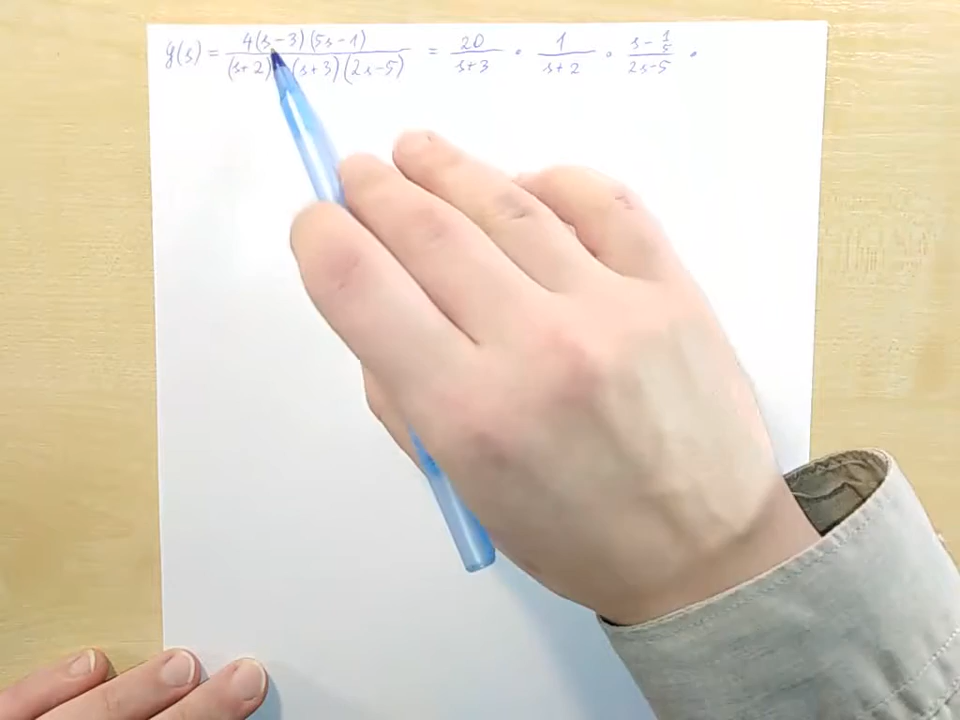 g(s) = 4(s-3)(5s-1) / (s+2) (s+3)(2s-5) = 20 / s+3 · 1 / s+2 · s - 1/5 / 2s-5 ·